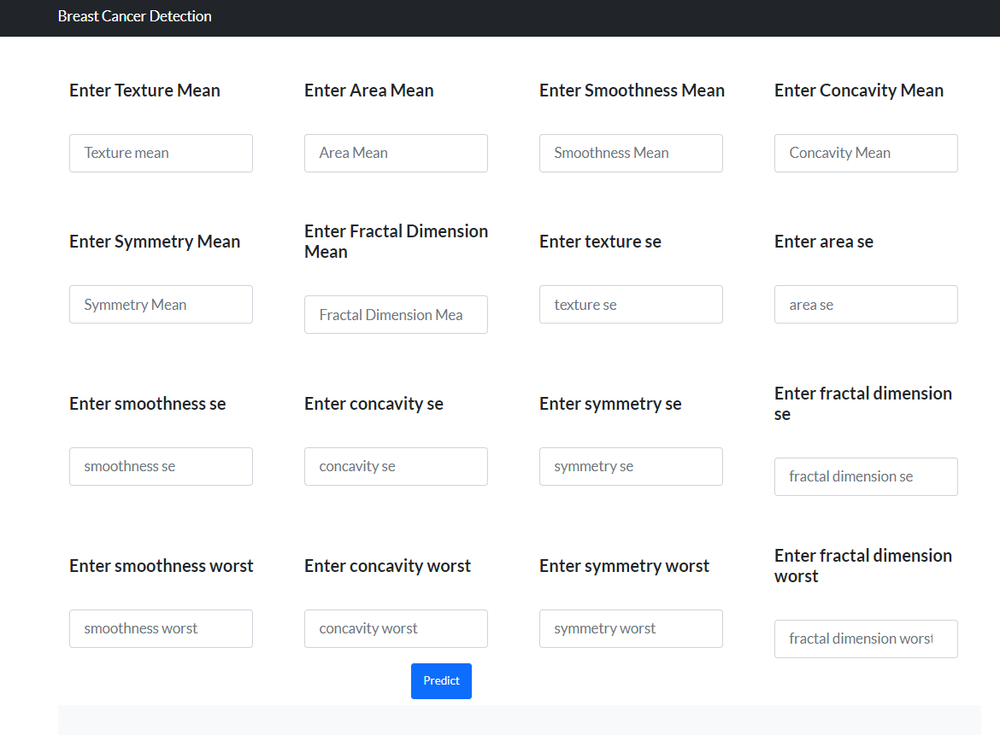 Breast Cancer Detection
Enter Texture Mean
Enter Area Mean
Enter Smoothness Mean
Enter Concavity Mean
Texture mean
Area Mean
Smoothness Mean
Concavity Mean
Enter Symmetry Mean
Enter Fractal Dimension
Mean
Enter texture se
Enter area se
Symmetry Mean
Fractal Dimension Mea
texture se
area se
Enter smoothness se
Enter concavity se
Enter symmetry se
Enter fractal dimension
se
smoothness se
concavity se
symmetry se
fractal dimension se
Enter smoothness worst
Enter concavity worst
Enter symmetry worst
Enter fractal dimension
worst
smoothness worst
concavity worst
symmetry worst
fractal dimension worst
Predict